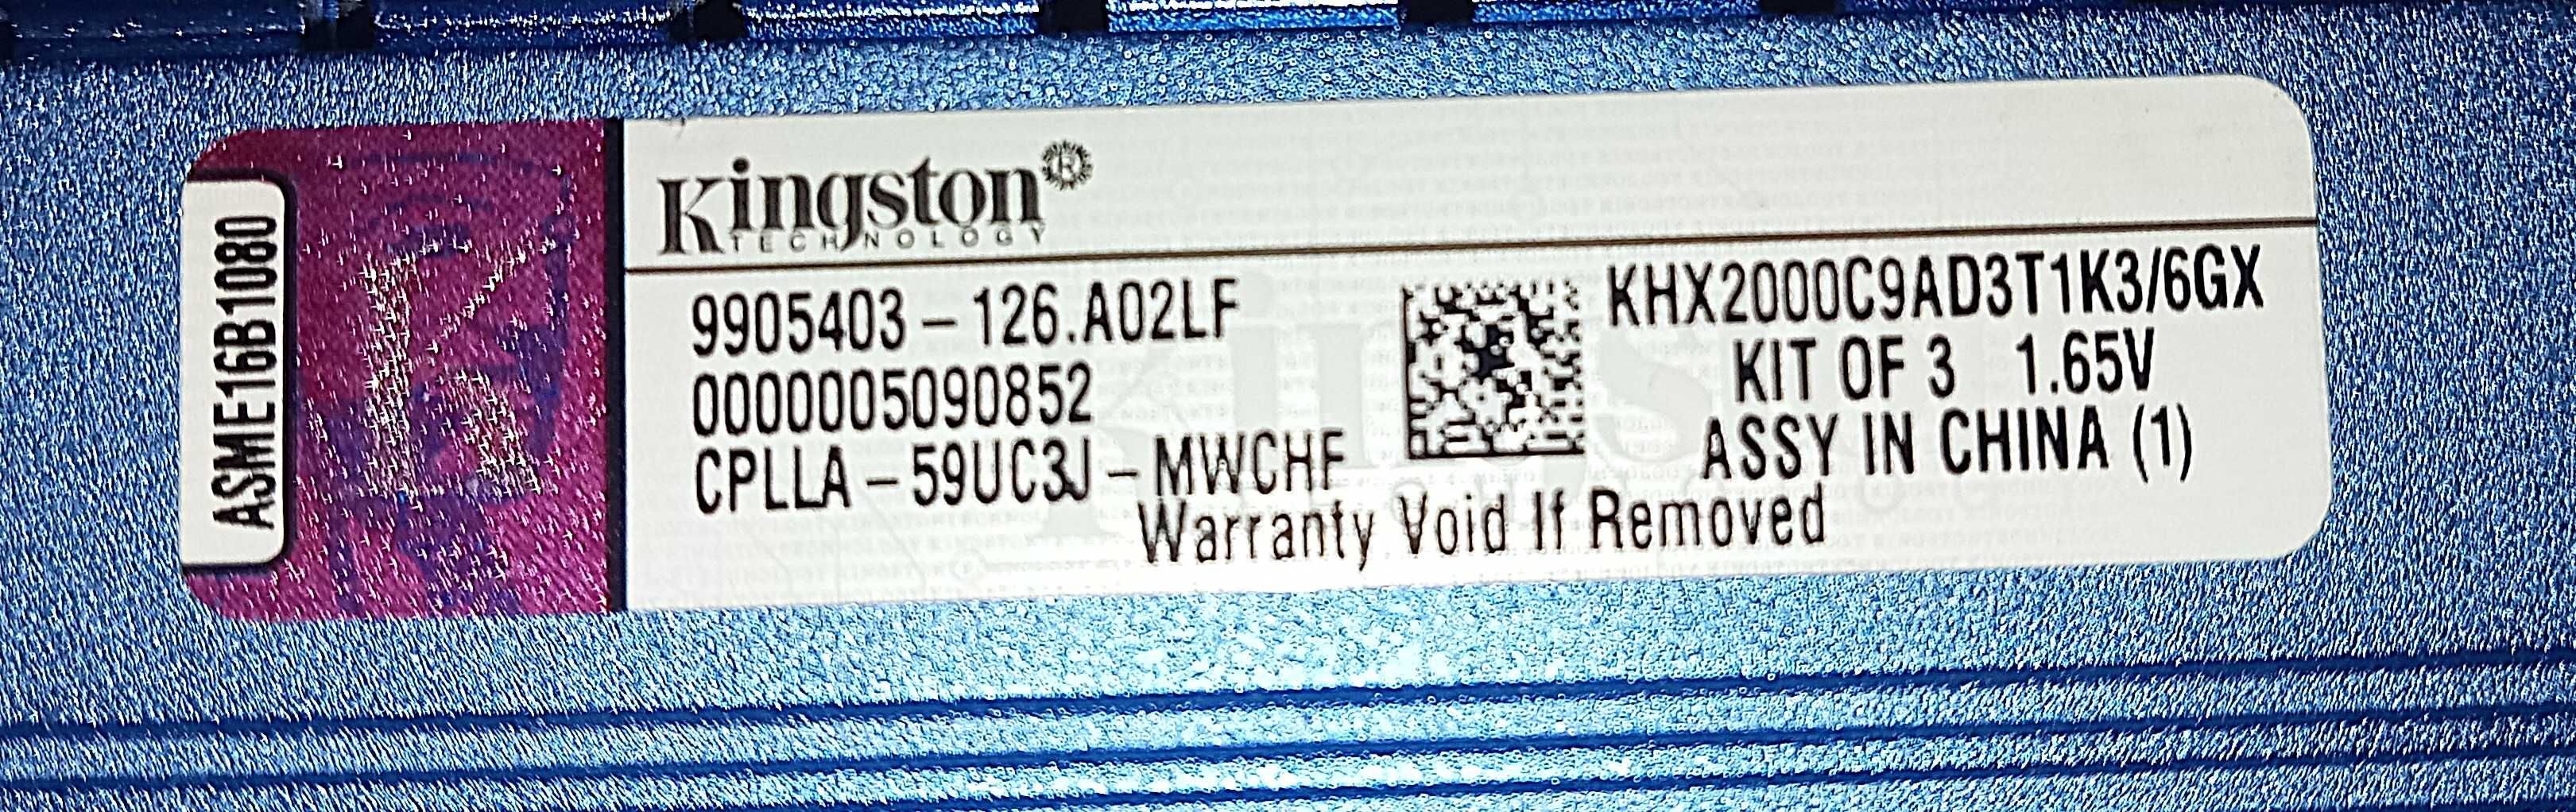 ASME16B1080
Kingston®
TECHNOLOGY
9905403-126.A02LF
0000005090852
CPLLA-59UC3J-MWCHF
KHX2000C9AD3T1K3/6GX
KIT OF 3 1.65V
ASSY IN CHINA (1)
Warranty Void If Removed